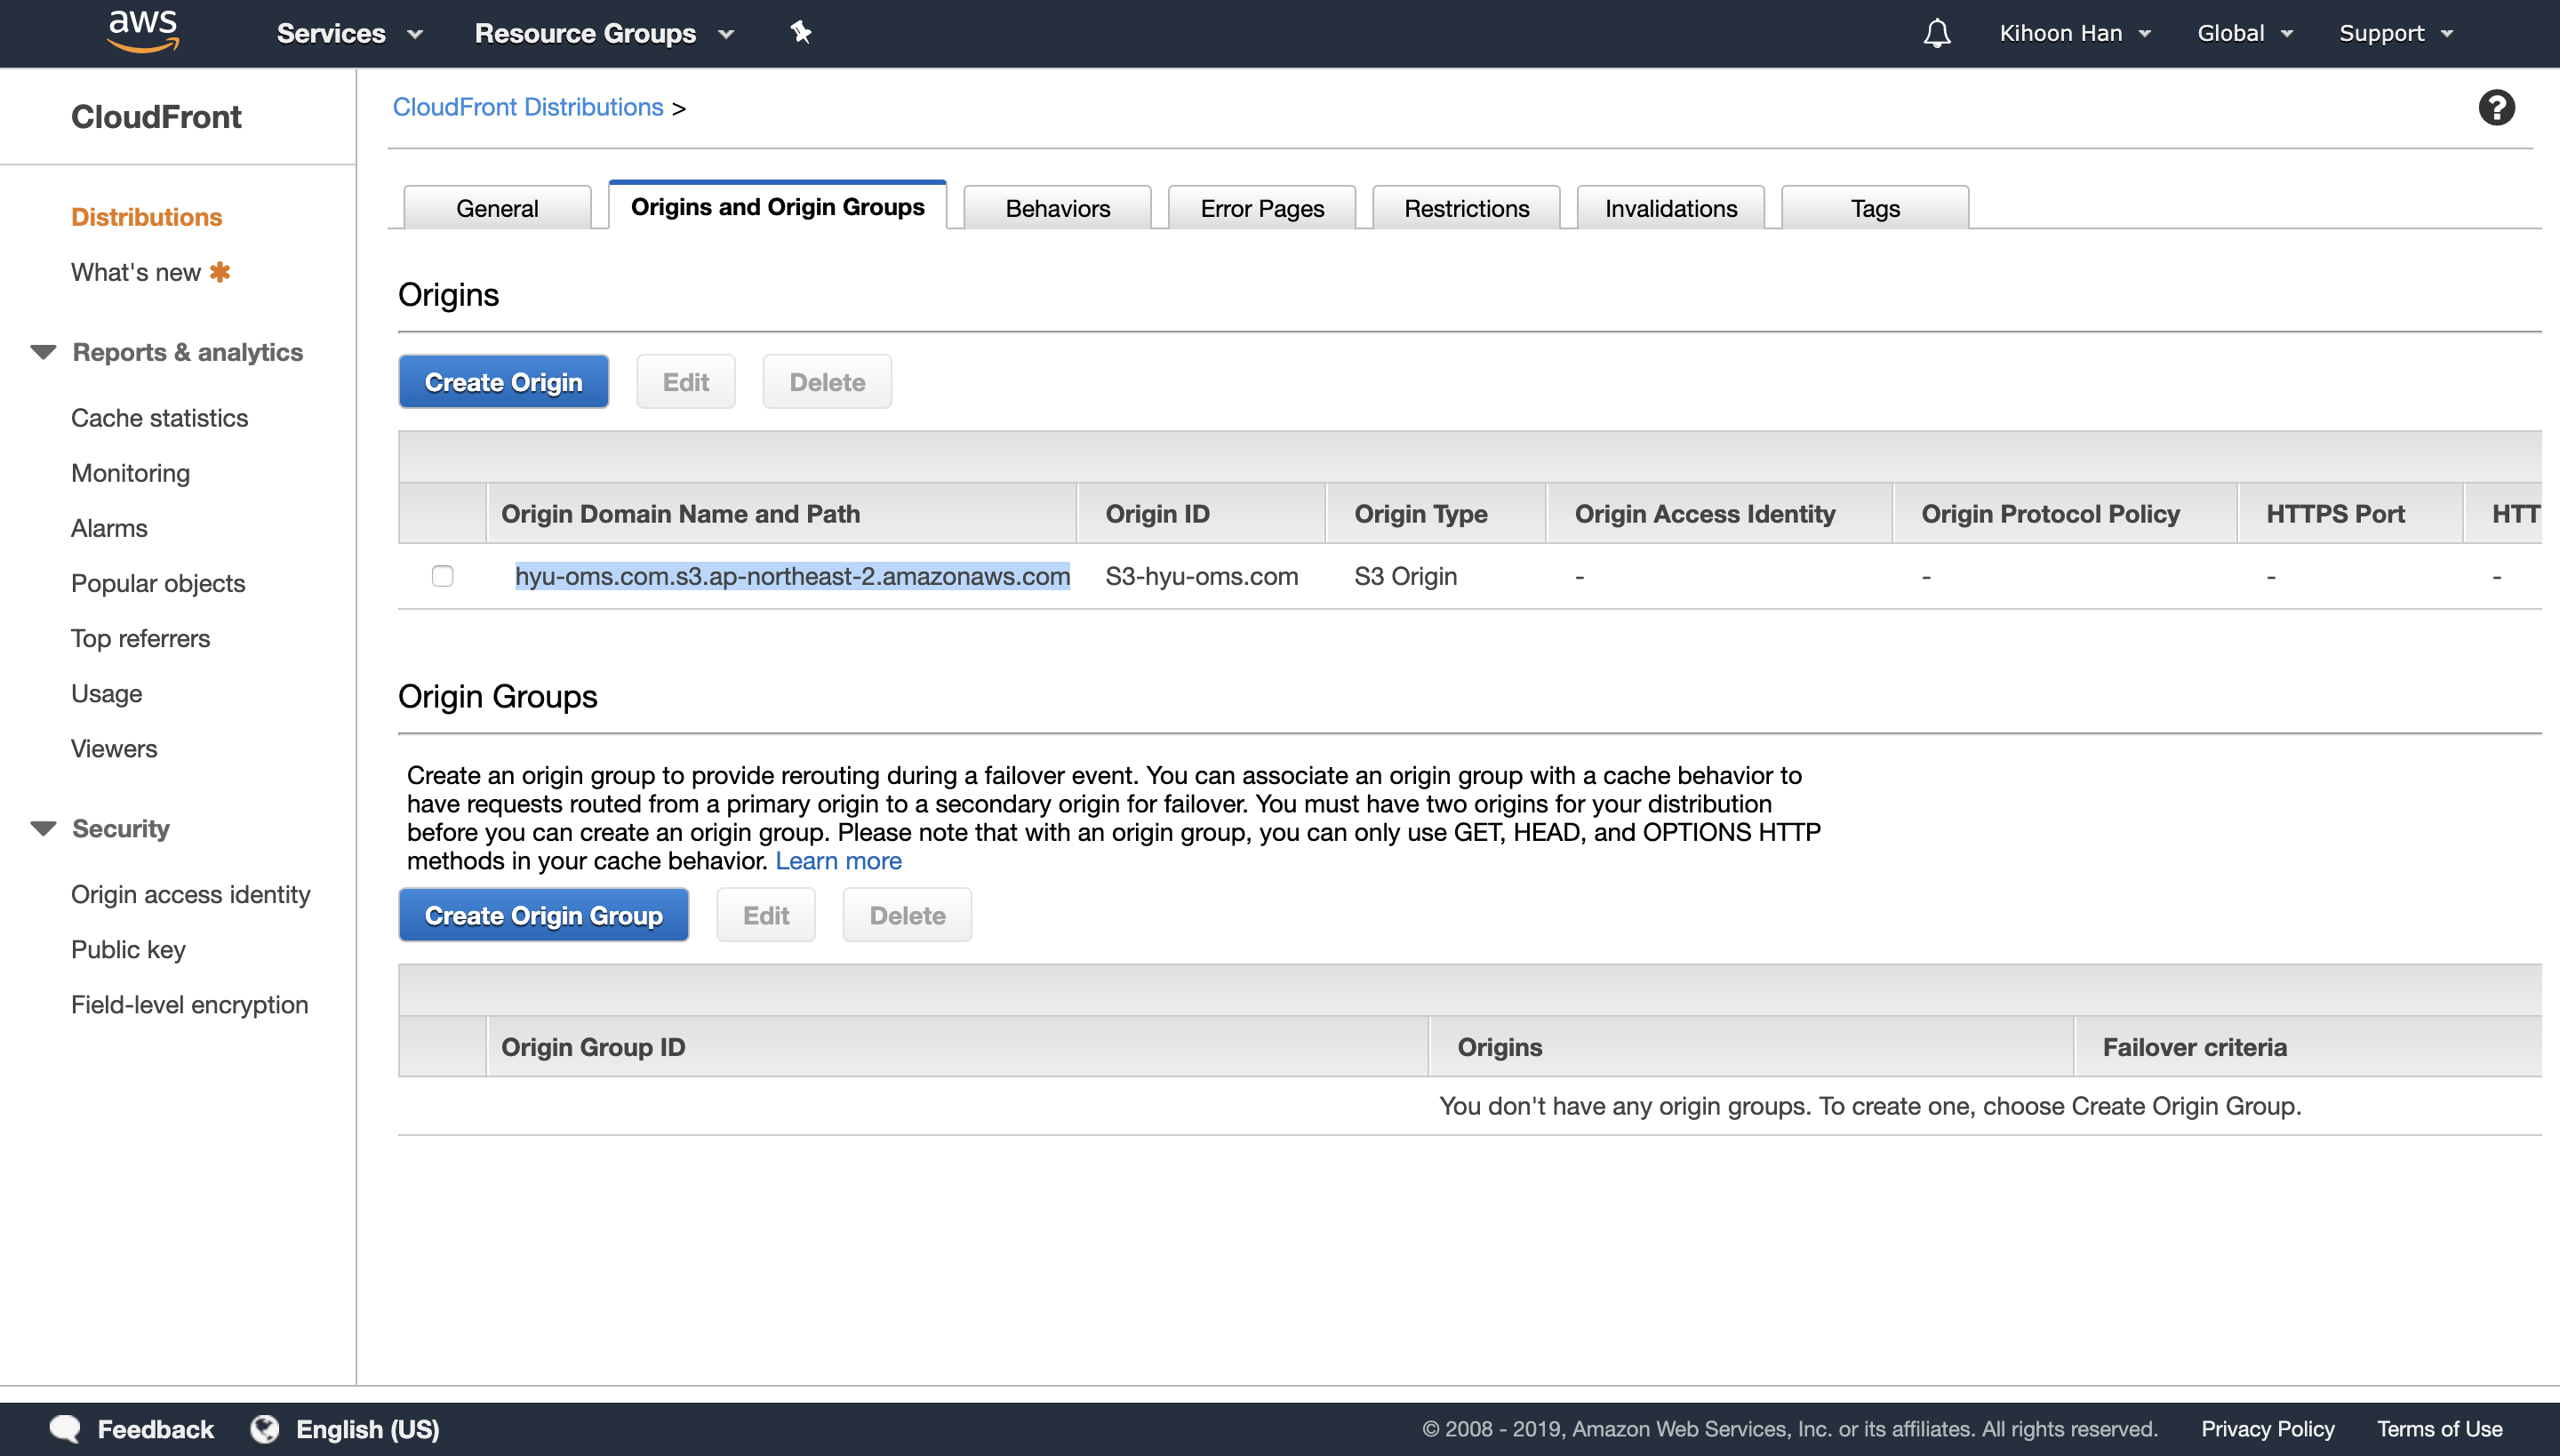 aws Services Resource Groups Kihoon Han Global Support
CloudFront
Distributions
What's new
Reports & analytics
Cache statistics
Monitoring
Alarms
Popular objects
Top referrers
Usage
Viewers
Security
Origin access identity
Public key
Field-level encryption
CloudFront Distributions >
General Origins and Origin Groups Behaviors Error Pages Restrictions Invalidations Tags
Origins
Create Origin Edit Delete
Origin Domain Name and Path Origin ID Origin Type Origin Access Identity Origin Protocol Policy HTTPS Port HTT
hyu-oms.com.s3.ap-northeast-2.amazonaws.com S3-hyu-oms.com S3 Origin - - - -
Origin Groups
Create an origin group to provide rerouting during a failover event. You can associate an origin group with a cache behavior to
have requests routed from a primary origin to a secondary origin for failover. You must have two origins for your distribution
before you can create an origin group. Please note that with an origin group, you can only use GET, HEAD, and OPTIONS HTTP
methods in your cache behavior. Learn more
Create Origin Group Edit Delete
Origin Group ID Origins Failover criteria
You don't have any origin groups. To create one, choose Create Origin Group.
Feedback English (US) © 2008 - 2019, Amazon Web Services, Inc. or its affiliates. All rights reserved. Privacy Policy Terms of Use